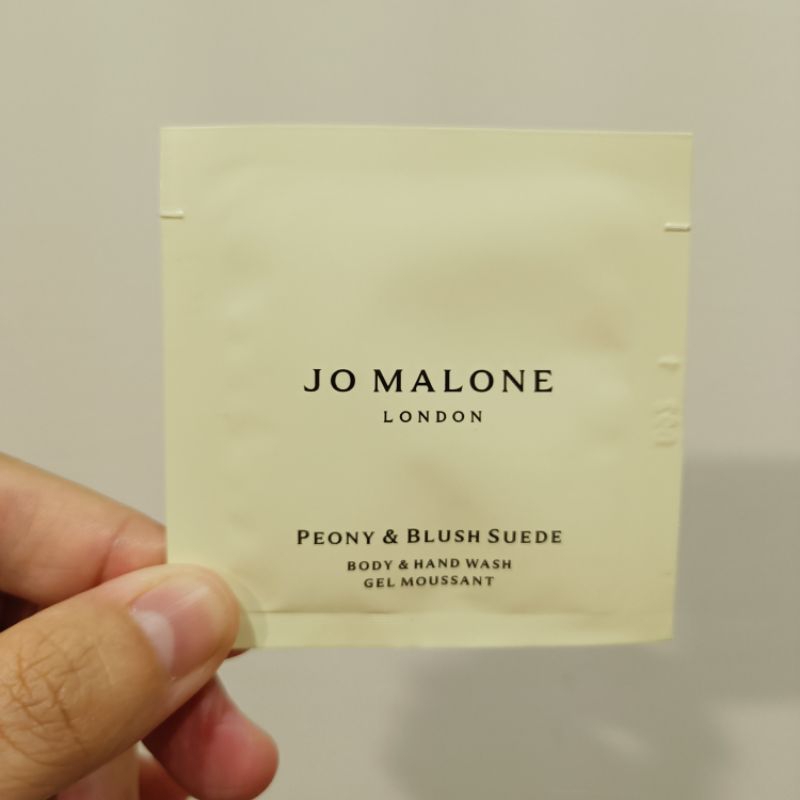 JO MALONE
LONDON
PEONY & BLUSH SUEDE
BODY & HAND WASH
GEL MOUSSANT